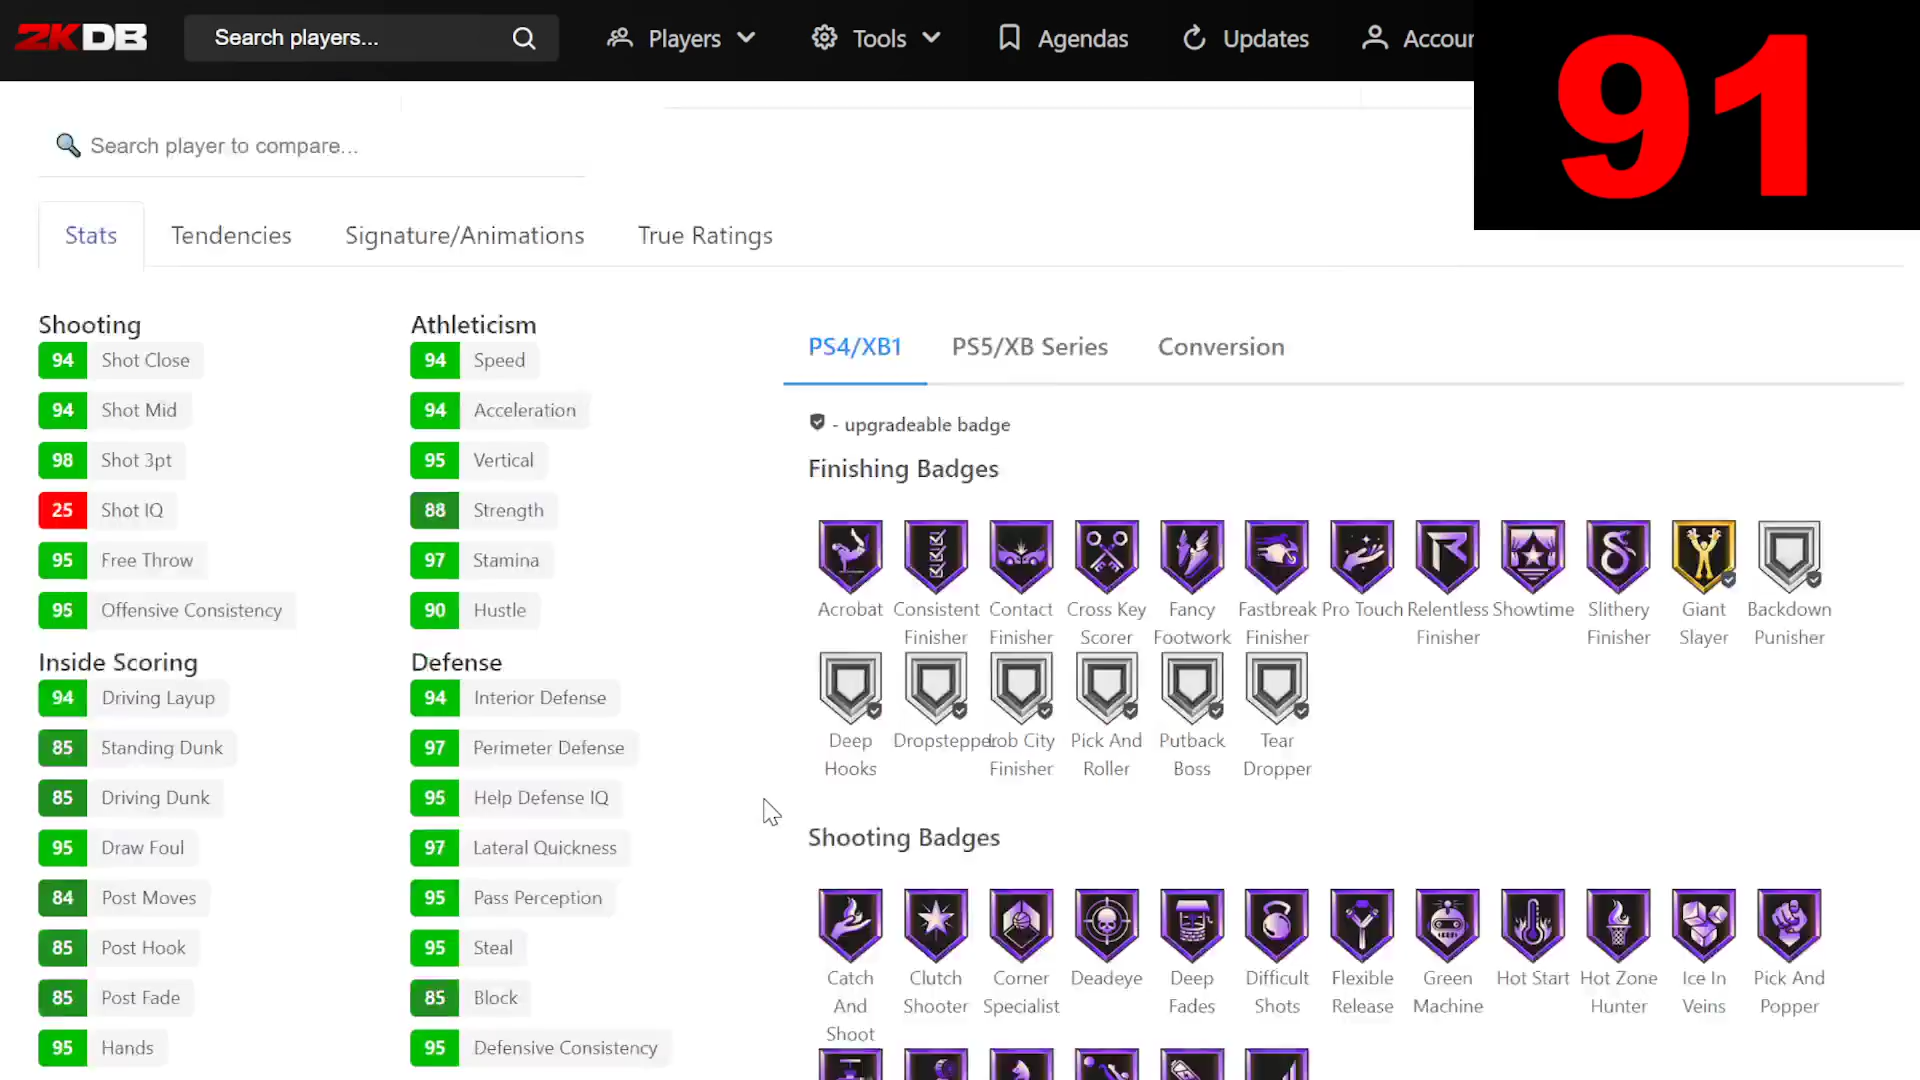 2KDB
Search players...
Players
Tools
Agendas
Updates
Accoun
91
Search player to compare...
Stats
Tendencies
Signature/Animations
True Ratings
Shooting
94 Shot Close
94 Shot Mid
98 Shot 3pt
25 Shot IQ
95 Free Throw
95 Offensive Consistency
Inside Scoring
94 Driving Layup
85 Standing Dunk
85 Driving Dunk
95 Draw Foul
84 Post Moves
85 Post Hook
85 Post Fade
95 Hands
Athleticism
94 Speed
94 Acceleration
95 Vertical
88 Strength
97 Stamina
90 Hustle
Defense
94 Interior Defense
97 Perimeter Defense
95 Help Defense IQ
97 Lateral Quickness
95 Pass Perception
95 Steal
85 Block
95 Defensive Consistency
PS4/XB1
PS5/XB Series
Conversion
- upgradeable badge
Finishing Badges
Acrobat
Consistent
Finisher
Contact
Finisher
Cross Key
Scorer
Fancy
Footwork
Fastbreak
Finisher
Pro Touch
Relentless
Finisher
Showtime
Slithery
Finisher
Giant
Slayer
Backdown
Punisher
Deep
Hooks
Dropstepper
Lob City
Finisher
Pick And
Roller
Putback
Boss
Tear
Dropper
Shooting Badges
Catch
And
Shoot
Clutch
Shooter
Corner
Specialist
Deadeye
Deep
Fades
Difficult
Shots
Flexible
Release
Green
Machine
Hot Start
Hot Zone
Hunter
Ice In
Veins
Pick And
Popper